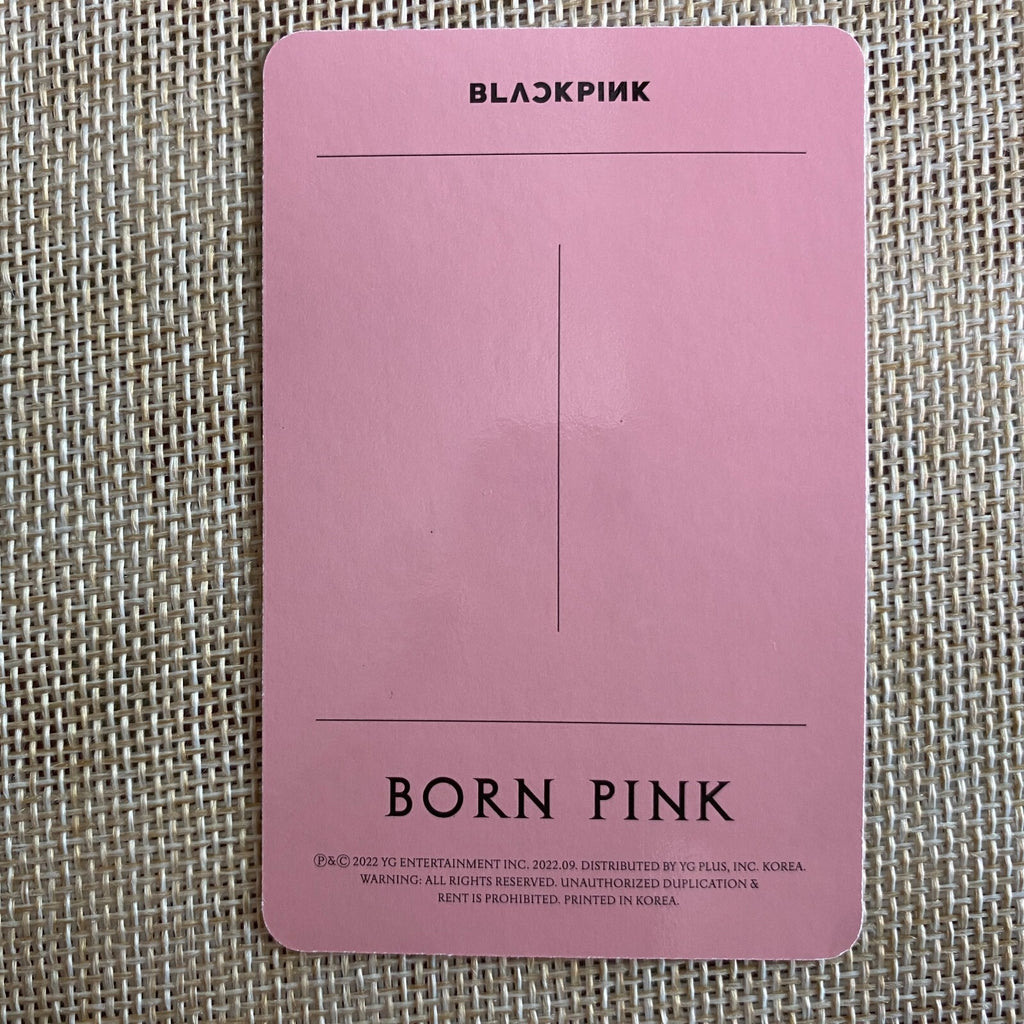 BLACKPINK
BORN PINK
Ⓟ&Ⓒ 2022 YG ENTERTAINMENT INC. 2022.09. DISTRIBUTED BY YG PLUS, INC. KOREA.
WARNING: ALL RIGHTS RESERVED. UNAUTHORIZED DUPLICATION &
RENT IS PROHIBITED. PRINTED IN KOREA.